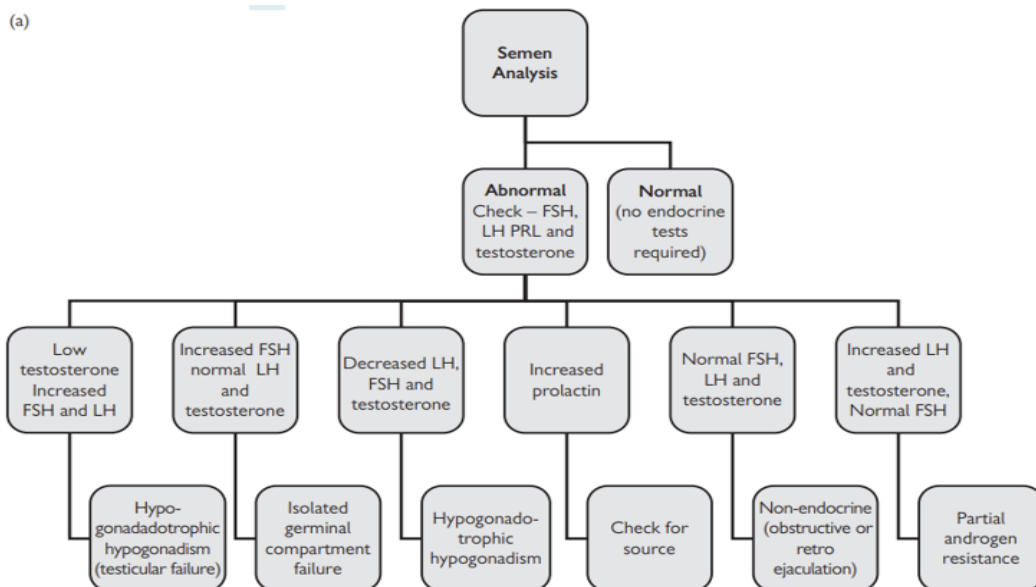 (a)
Semen
Analysis
Abnormal
Check – FSH,
LH PRL and
testosterone
Normal
(no endocrine
tests
required)
Low
testosterone
Increased
FSH and LH
Increased FSH
normal LH
and
testosterone
Decreased LH,
FSH and
testosterone
Increased
prolactin
Normal FSH,
LH and
testosterone
Increased LH
and
testosterone,
Normal FSH
Hypo-
gonadadotrophic
hypogonadism
(testicular failure)
Isolated
germinal
compartment
failure
Hypogonado-
trophic
hypogonadism
Check for
source
Non-endocrine
(obstructive or
retro
ejaculation)
Partial
androgen
resistance